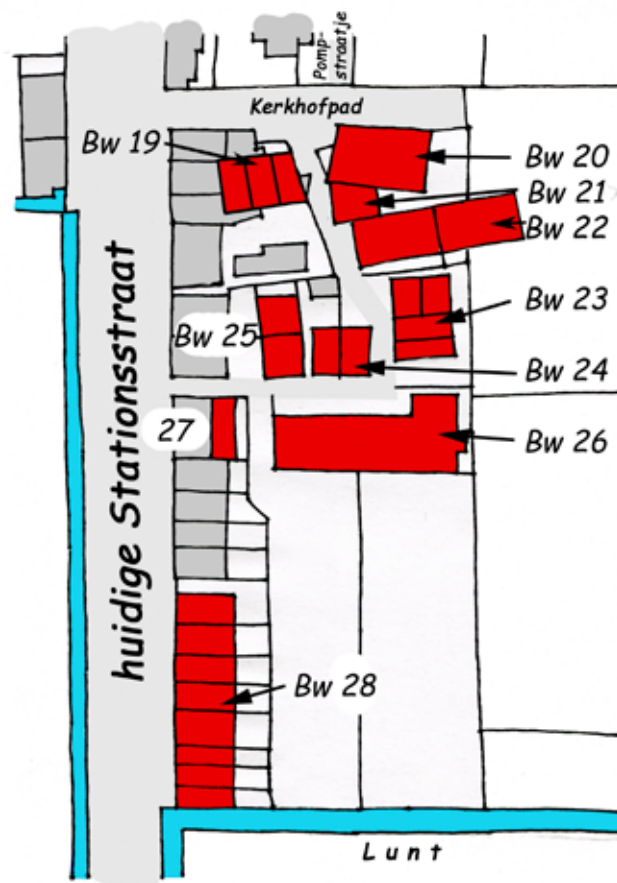 Pomp-
straatje
Kerkhofpad
Bw 19
Bw 20
Bw 21
Bw 22
Bw 23
Bw 25
Bw 24
27
Bw 26
huidige Stationsstraat
Bw 28
Lunt